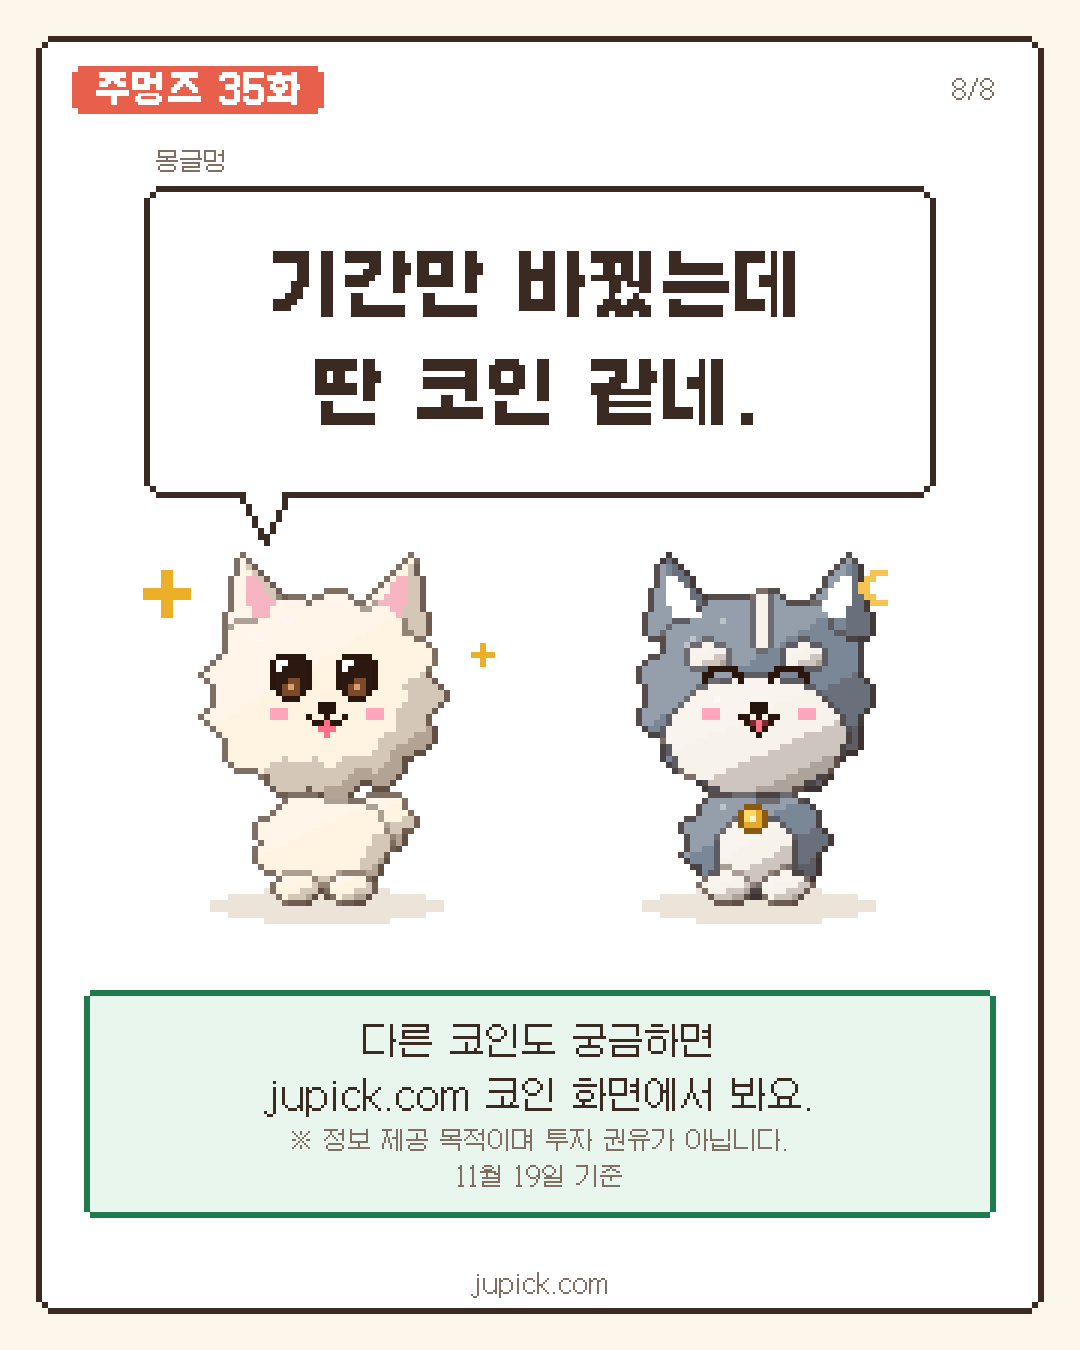 주멍즈 35화
8/8
몽글멍
기간만 바꿨는데
딴 코인 같네.
다른 코인도 궁금하면
jupick.com 코인 화면에서 봐요.
※ 정보 제공 목적이며 투자 권유가 아닙니다.
11월 19일 기준
jupick.com